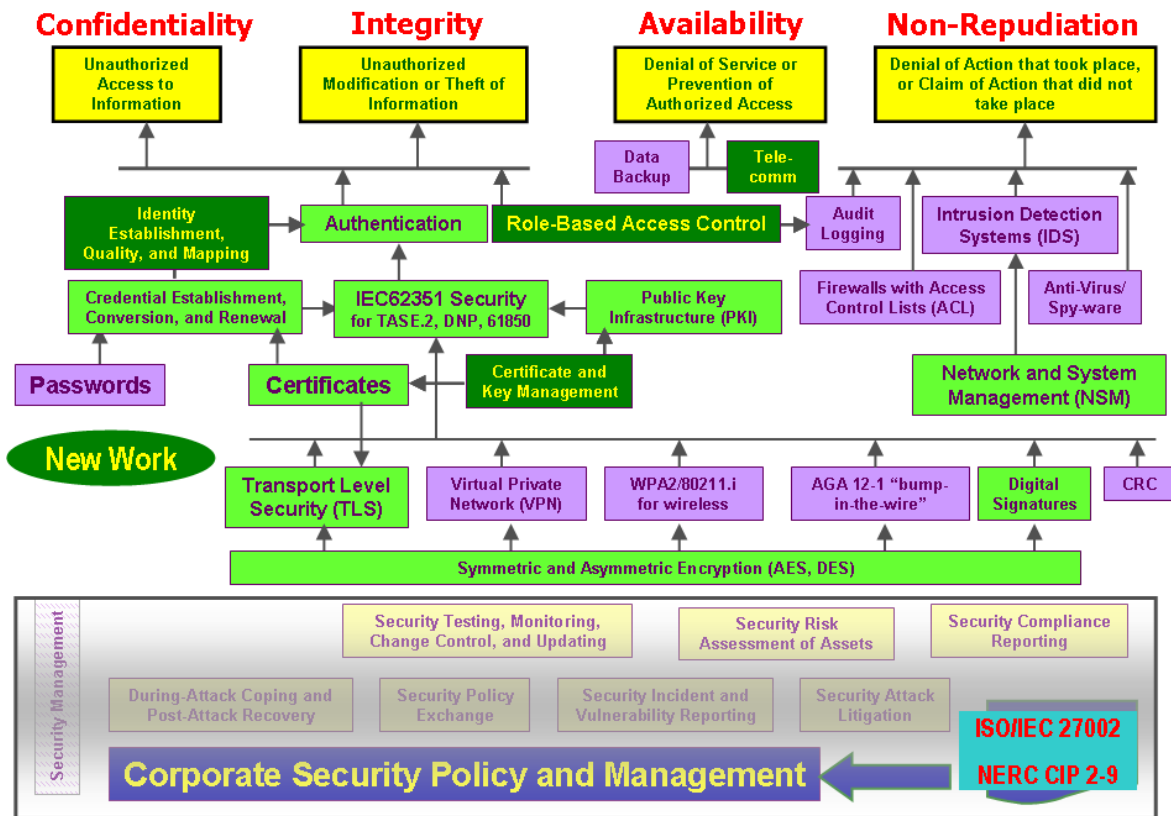 Confidentiality
Integrity
Availability
Non-Repudiation
Unauthorized
Access to
Information
Unauthorized
Modification or Theft of
Information
Denial of Service or
Prevention of
Authorized Access
Denial of Action that took place,
or Claim of Action that did not
take place
Data
Backup
Tele-
comm
Identity
Establishment,
Quality, and Mapping
Authentication
Role-Based Access Control
Audit
Logging
Intrusion Detection
Systems (IDS)
Credential Establishment,
Conversion, and Renewal
IEC62351 Security
for TASE.2, DNP, 61850
Public Key
Infrastructure (PKI)
Firewalls with Access
Control Lists (ACL)
Anti-Virus/
Spy-ware
Passwords
Certificates
Certificate and
Key Management
Network and System
Management (NSM)
New Work
Transport Level
Security (TLS)
Virtual Private
Network (VPN)
WPA2/80211.i
for wireless
AGA 12-1 “bump-
in-the-wire”
Digital
Signatures
CRC
Symmetric and Asymmetric Encryption (AES, DES)
Security Management
Security Testing, Monitoring,
Change Control, and Updating
Security Risk
Assessment of Assets
Security Compliance
Reporting
During-Attack Coping and
Post-Attack Recovery
Security Policy
Exchange
Security Incident and
Vulnerability Reporting
Security Attack
Litigation
Corporate Security Policy and Management
ISO/IEC 27002
NERC CIP 2-9